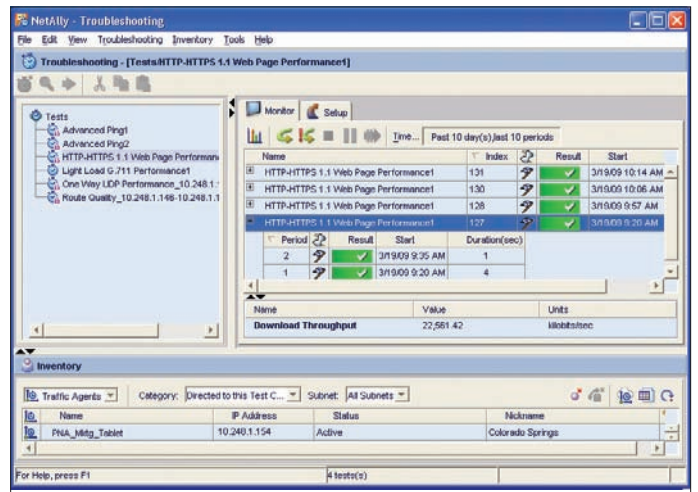 NetAlly - Troubleshooting
File Edit View Troubleshooting Inventory Tools Help
Troubleshooting - [Tests/HTTP-HTTPS 1.1 Web Page Performance1]
Tests
Advanced Ping1
Advanced Ping2
HTTP-HTTPS 1.1 Web Page Performan
Light Load G.711 Performance1
One Way UDP Performance_10.248.1.
Route Quality_10.248.1.146-10.248.1.1
Monitor Setup
Time... Past 10 day(s),last 10 periods
Name Index Result Start
HTTP-HTTPS 1.1 Web Page Performance1 131 3/19/09 10:14 AM
HTTP-HTTPS 1.1 Web Page Performance1 130 3/19/09 10:06 AM
HTTP-HTTPS 1.1 Web Page Performance1 128 3/19/09 9:57 AM
HTTP-HTTPS 1.1 Web Page Performance1 127 3/19/09 9:20 AM
Period Result Start Duration(sec)
2 3/19/09 9:35 AM 1
1 3/19/09 9:20 AM 4
Name Value Units
Download Throughput 22,561.42 kilobits/sec
Inventory
Traffic Agents Category: Directed to this Test C... Subnet: All Subnets
Name IP Address Status Nickname
PNA_Mktg_Tablet 10.248.1.154 Active Colorado Springs
For Help, press F1 4 tests(s)